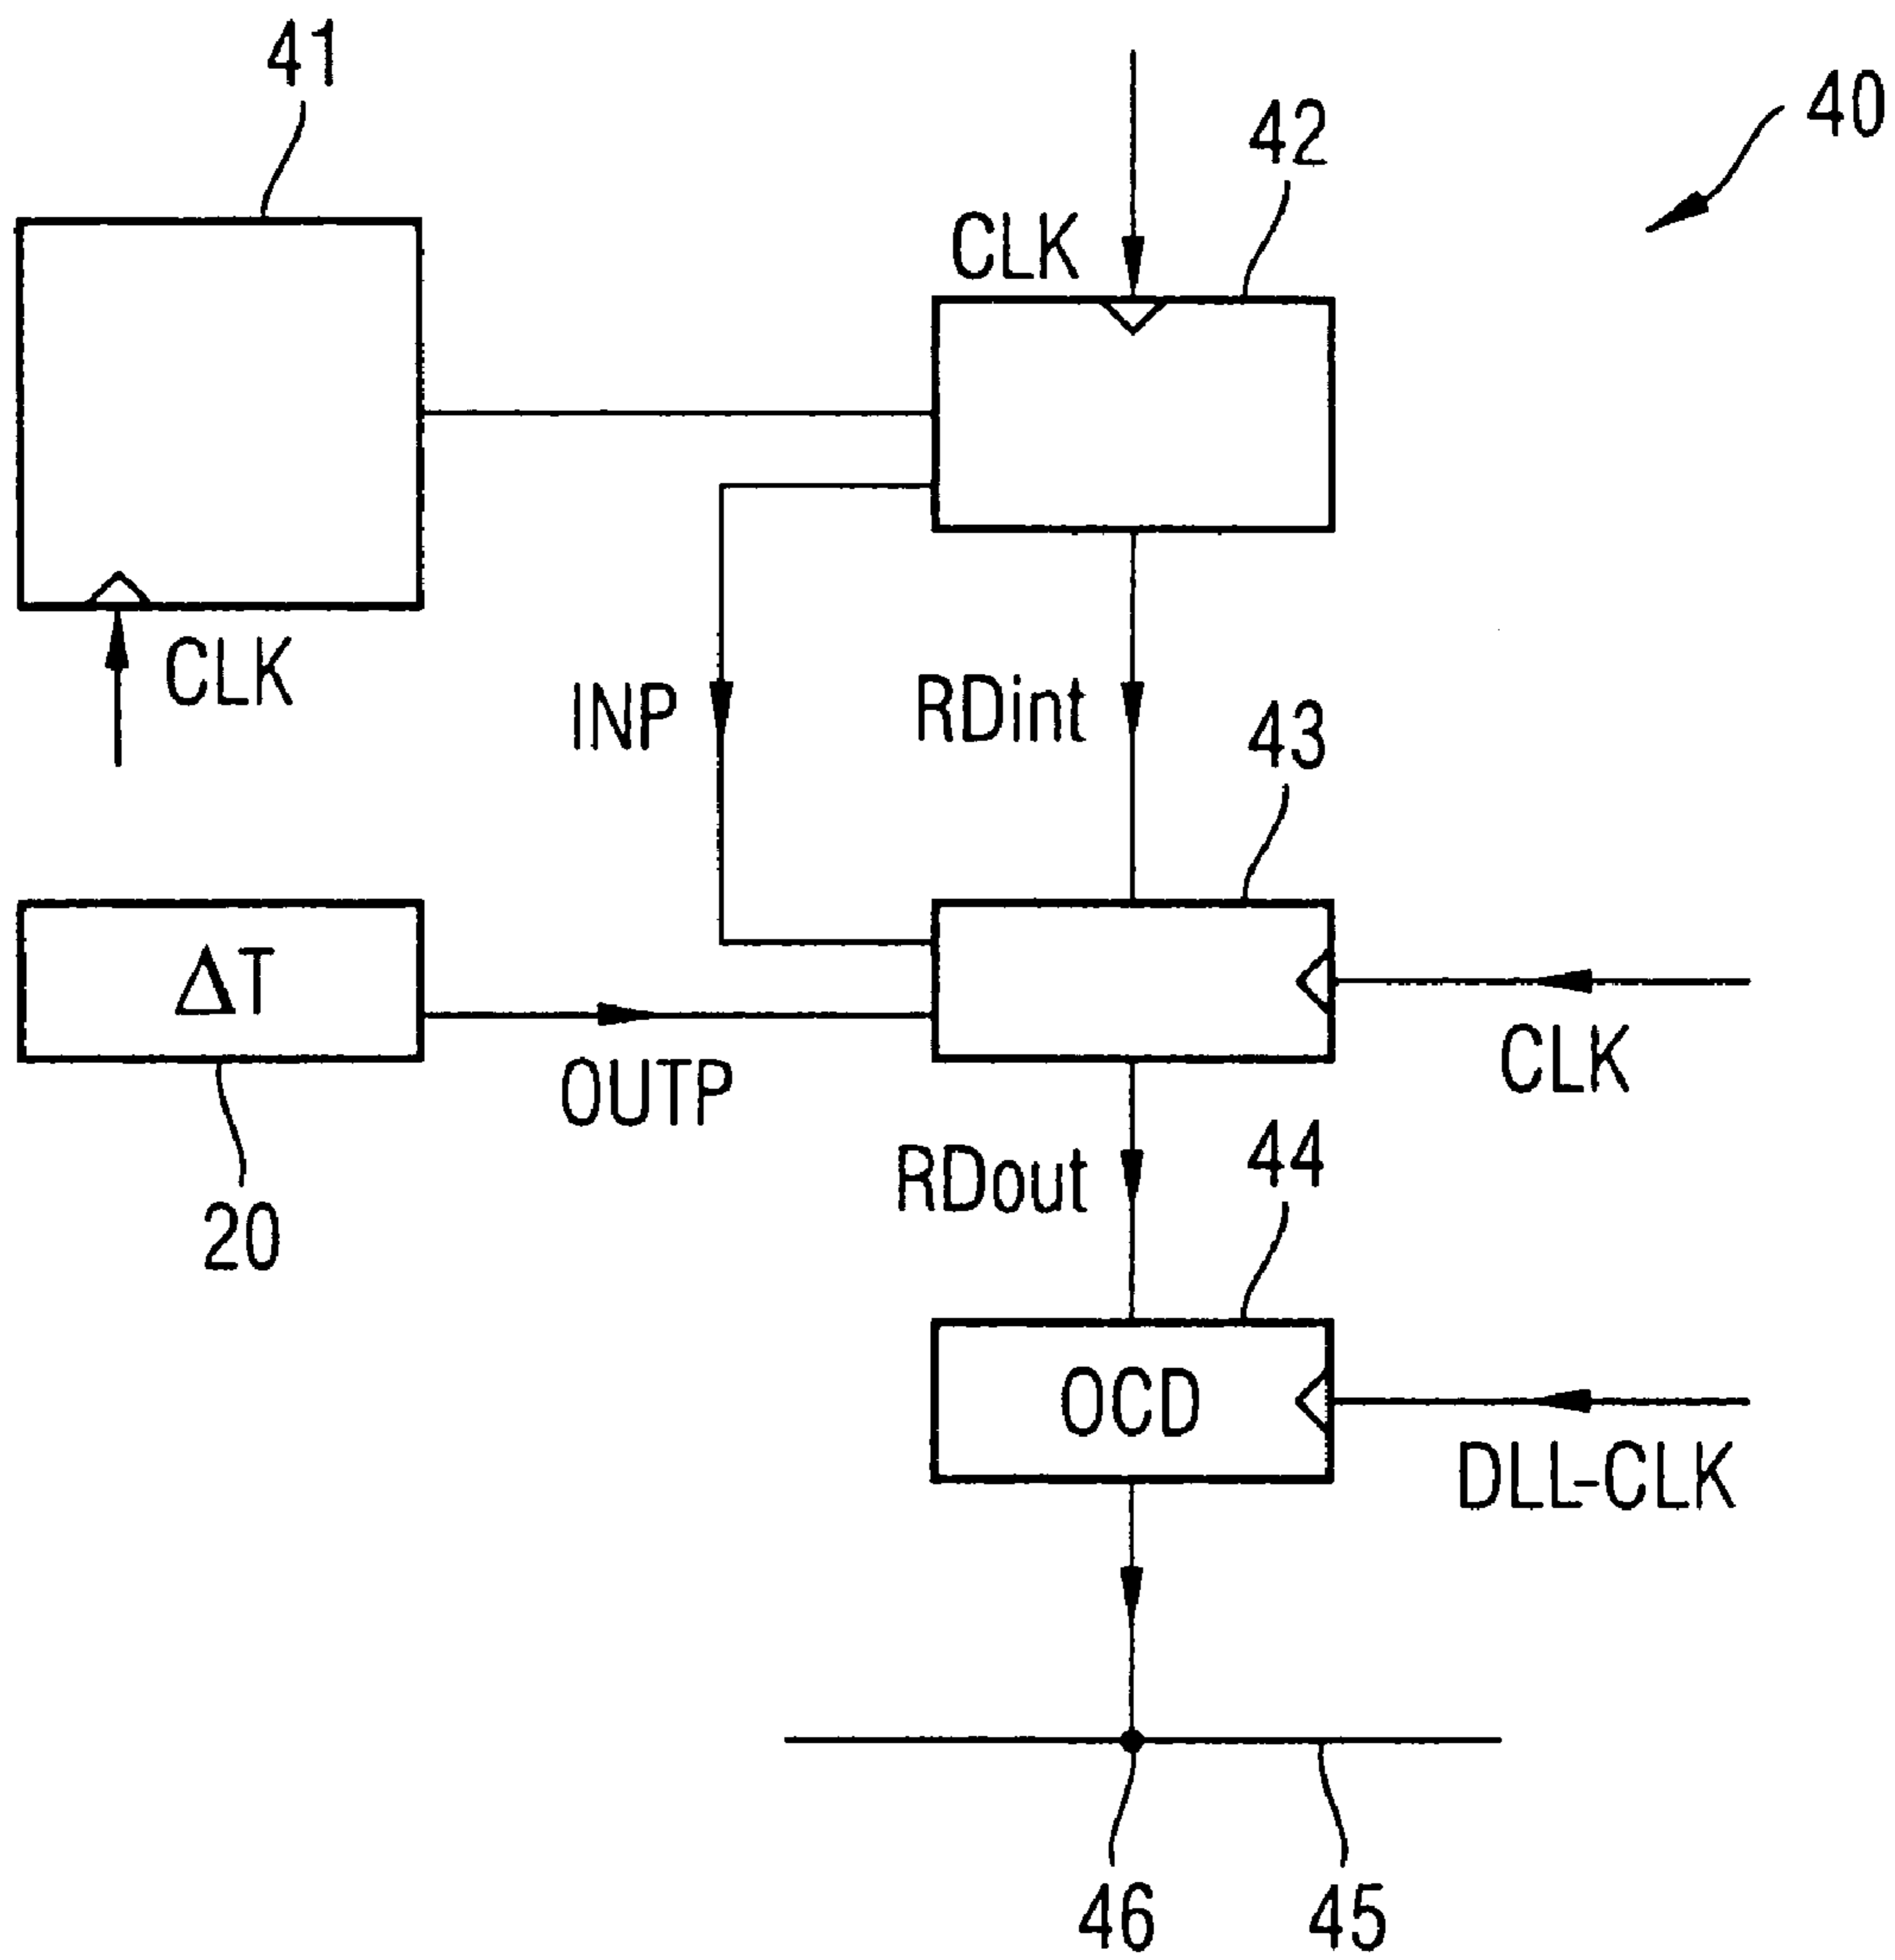 41
42
40
CLK
CLK
INP
RDint
43
ΔT
OUTP
CLK
20
RDout
44
OCD
DLL-CLK
46
45